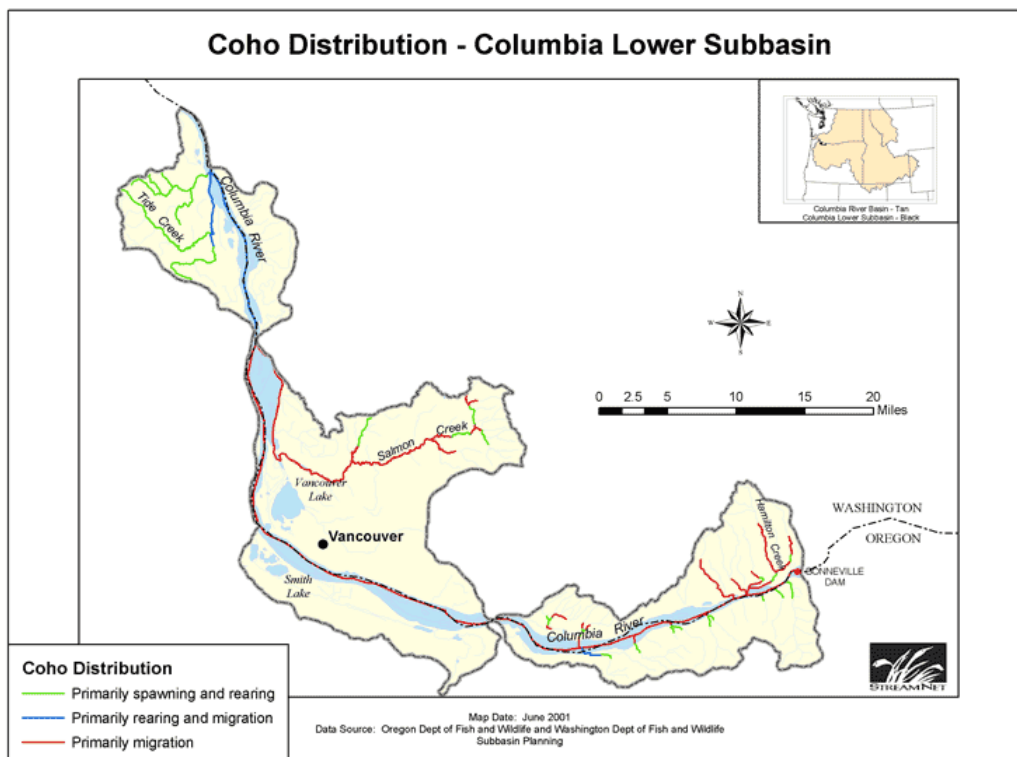 Coho Distribution - Columbia Lower Subbasin
Columbia River Basin - Tan
Columbia Lower Subbasin - Black
Tide Creek
Columbia River
N
W
E
S
0 2.5 5 10 15 20
Miles
Salmon Creek
Vancouver
Lake
Vancouver
Smith
Lake
Hamilton Creek
WASHINGTON
OREGON
BONNEVILLE
DAM
Columbia River
STREAMNET
Coho Distribution
Primarily spawning and rearing
Primarily rearing and migration
Primarily migration
Map Date: June 2001
Data Source: Oregon Dept of Fish and Wildlife and Washington Dept of Fish and Wildlife
Subbasin Planning